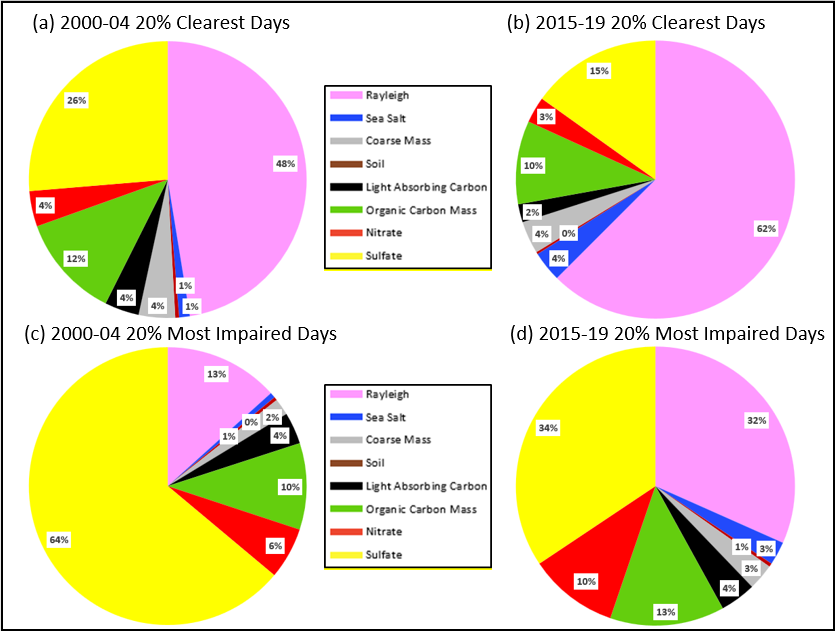 (a) 2000-04 20% Clearest Days
(b) 2015-19 20% Clearest Days
26%
48%
4%
12%
4%
4%
1%
1%
Rayleigh
Sea Salt
Coarse Mass
Soil
Light Absorbing Carbon
Organic Carbon Mass
Nitrate
Sulfate
15%
3%
10%
2%
4%
0%
4%
62%
(c) 2000-04 20% Most Impaired Days
(d) 2015-19 20% Most Impaired Days
13%
0%
2%
1%
4%
10%
6%
64%
Rayleigh
Sea Salt
Coarse Mass
Soil
Light Absorbing Carbon
Organic Carbon Mass
Nitrate
Sulfate
34%
32%
1%
3%
3%
4%
10%
13%